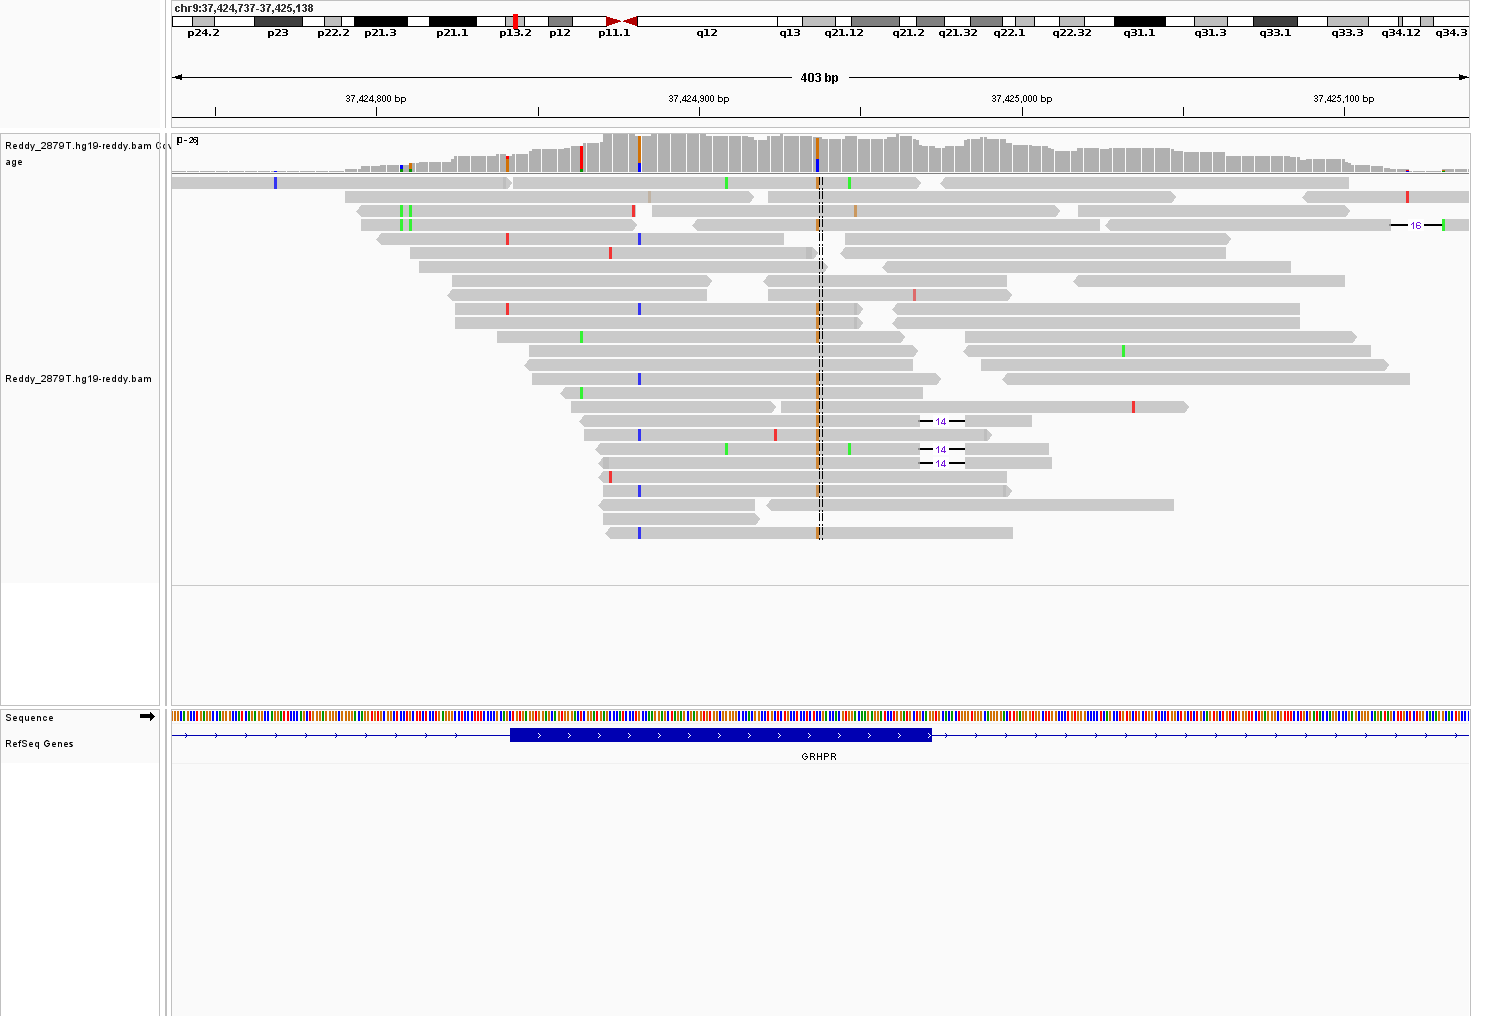 chr9:37,424,737-37,425,138
p24.2 p23 p22.2 p21.3 p21.1 p13.2 p12 p11.1 q12 q13 q21.12 q21.2 q21.32 q22.1 q22.32 q31.1 q31.3 q33.1 q33.3 q34.12 q34.3
403 bp
37,424,800 bp 37,424,900 bp 37,425,000 bp 37,425,100 bp
Reddy_2879T.hg19-reddy.bam Cov
age
[0-26]
16
Reddy_2879T.hg19-reddy.bam
14
14
14
Sequence
RefSeq Genes
GRHPR